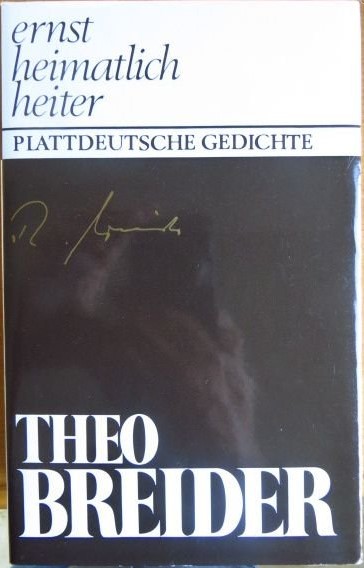 ernst
heimatlich
heiter
PLATTDEUTSCHE GEDICHTE
THEO
BREIDER